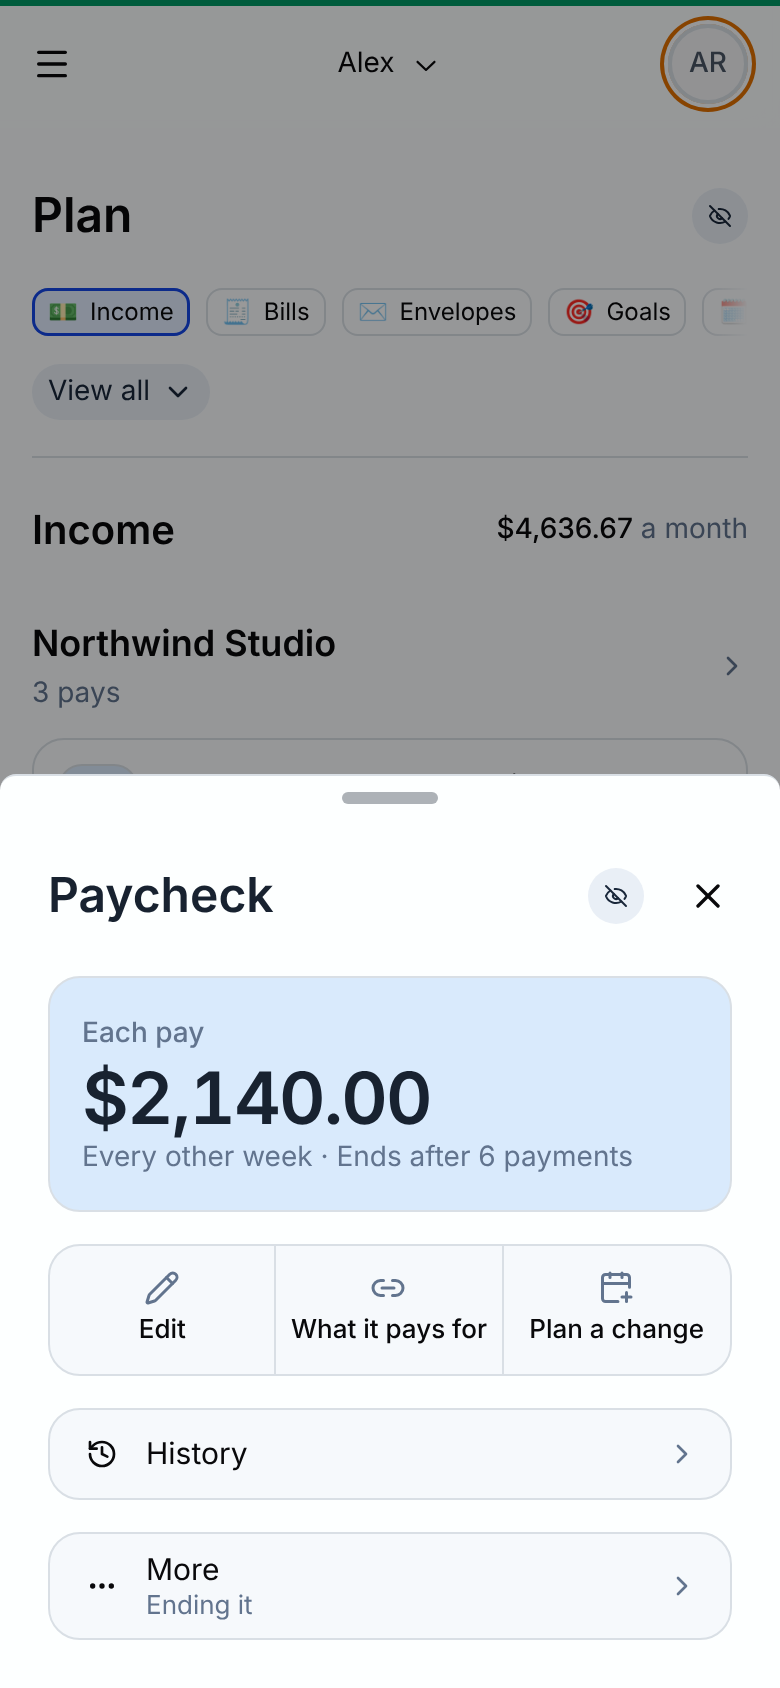 Alex
AR
Plan
Income
Bills
Envelopes
Goals
View all
Income
$4,636.67 a month
Northwind Studio
3 pays
Paycheck
Each pay
$2,140.00
Every other week · Ends after 6 payments
Edit
What it pays for
Plan a change
History
More
Ending it